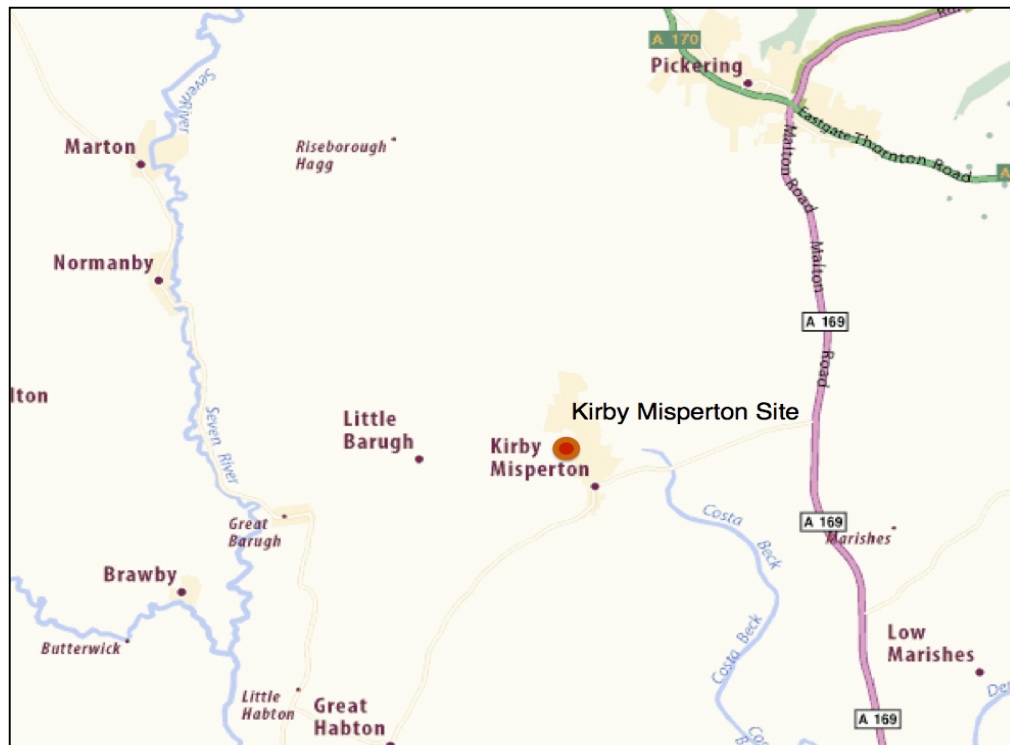 A 170
Pickering
Seven River
Marton
Riseborough
Hagg
Eastgate Thornton Road
Malton Road
Normanby
Malton Road
A 169
lton
Little
Barugh
Kirby Misperton Site
Kirby
Misperton
Seven River
Great
Barugh
Costa Beck
A 169
Marishes
Brawby
Butterwick
Costa Beck
Low
Marishes
Little
Habton
Great
Habton
A 169